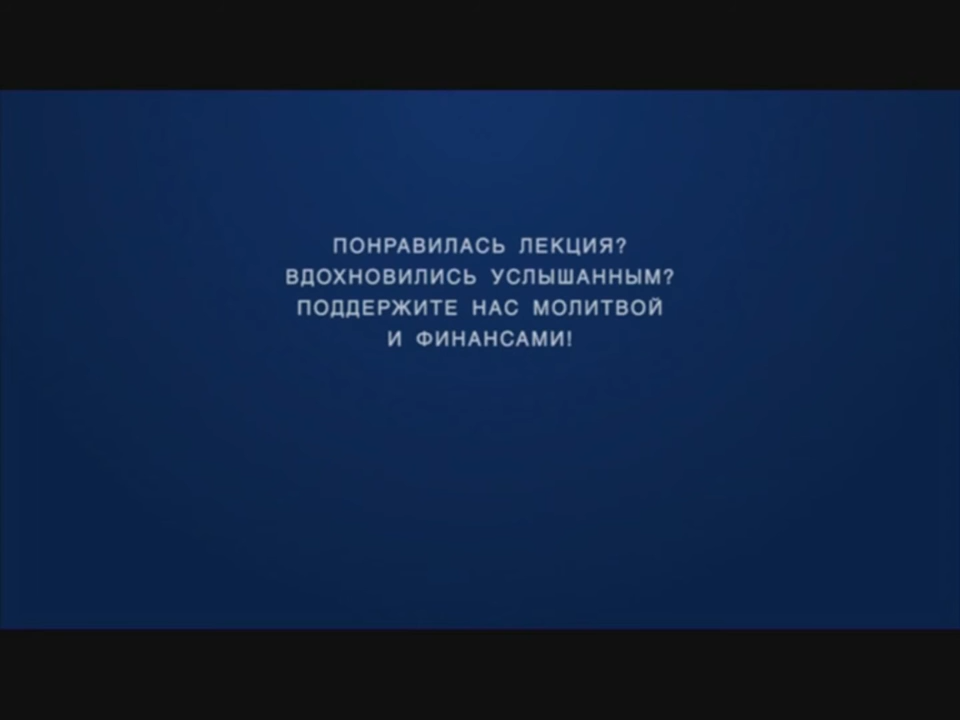 ПОНРАВИЛАСЬ ЛЕКЦИЯ?
ВДОХНОВИЛИСЬ УСЛЫШАННЫМ?
ПОДДЕРЖИТЕ НАС МОЛИТВОЙ
И ФИНАНСАМИ!